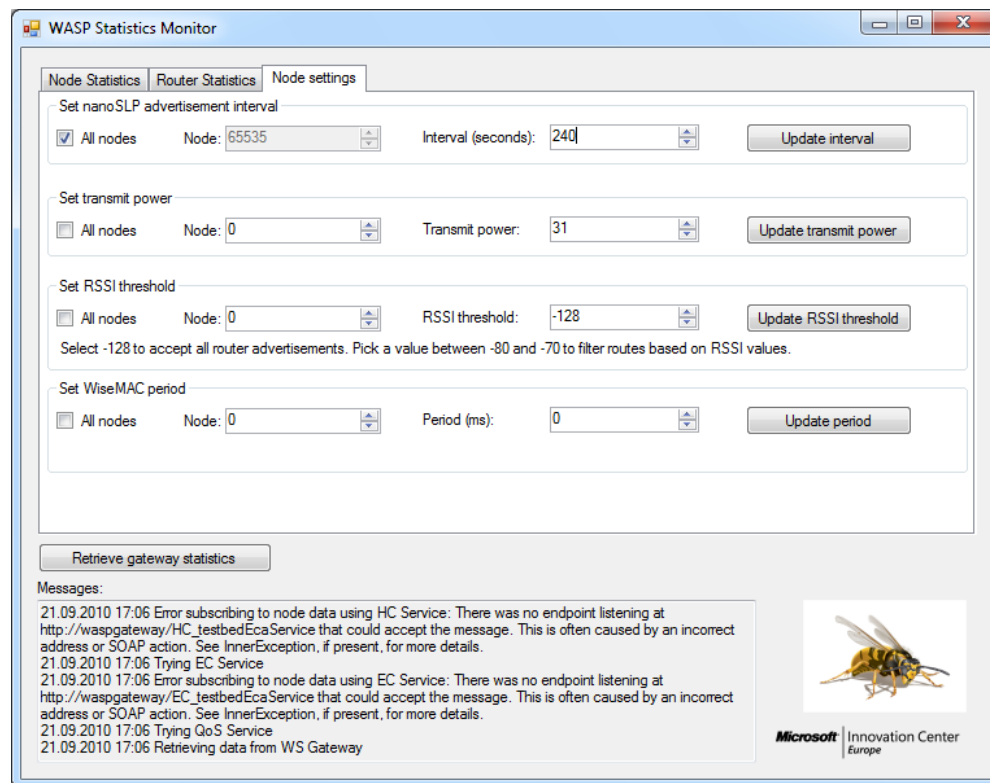 WASP Statistics Monitor
Node Statistics Router Statistics Node settings
Set nanoSLP advertisement interval
All nodes Node: 65535 Interval (seconds): 240 Update interval
Set transmit power
All nodes Node: 0 Transmit power: 31 Update transmit power
Set RSSI threshold
All nodes Node: 0 RSSI threshold: -128 Update RSSI threshold
Select -128 to accept all router advertisements. Pick a value between -80 and -70 to filter routes based on RSSI values.
Set WiseMAC period
All nodes Node: 0 Period (ms): 0 Update period
Retrieve gateway statistics
Messages:
21.09.2010 17:06 Error subscribing to node data using HC Service: There was no endpoint listening at
http://waspgateway/HC_testbedEcaService that could accept the message. This is often caused by an incorrect
address or SOAP action. See InnerException, if present, for more details.
21.09.2010 17:06 Trying EC Service
21.09.2010 17:06 Error subscribing to node data using EC Service: There was no endpoint listening at
http://waspgateway/EC_testbedEcaService that could accept the message. This is often caused by an incorrect
address or SOAP action. See InnerException, if present, for more details.
21.09.2010 17:06 Trying QoS Service
21.09.2010 17:06 Retrieving data from WS Gateway
Microsoft Innovation Center
Europe